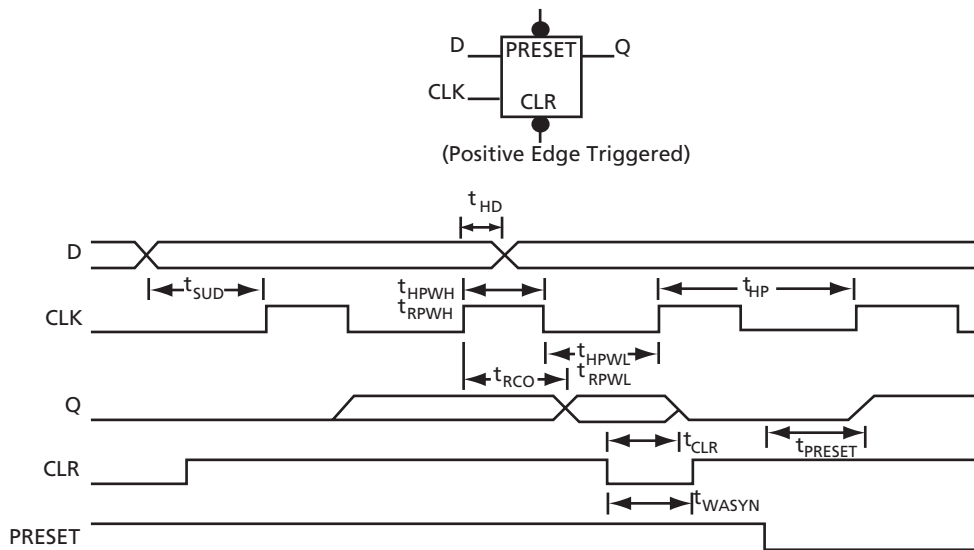 D
PRESET
Q
CLK
CLR
(Positive Edge Triggered)
tHD
D
tSUD
tHPWH
tRPWH
tHP
CLK
tHPWL
tRCO
tRPWL
Q
tCLR
tPRESET
CLR
tWASYN
PRESET